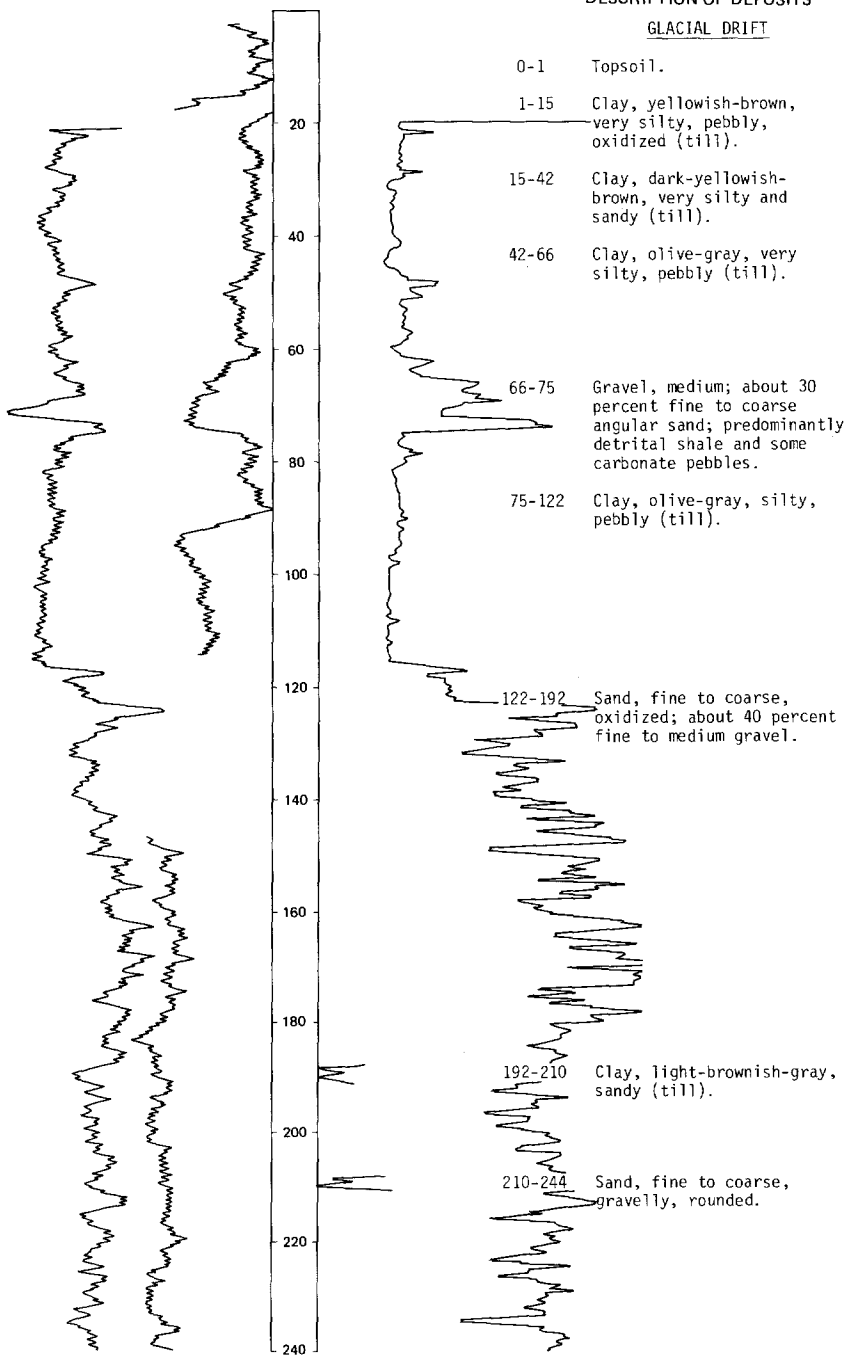 DESCRIPTION OF DEPOSITS
GLACIAL DRIFT
0-1 Topsoil.
1-15 Clay, yellowish-brown,
very silty, pebbly,
oxidized (till).
15-42 Clay, dark-yellowish-
brown, very silty and
sandy (till).
42-66 Clay, olive-gray, very
silty, pebbly (till).
66-75 Gravel, medium; about 30
percent fine to coarse
angular sand; predominantly
detrital shale and some
carbonate pebbles.
75-122 Clay, olive-gray, silty,
pebbly (till).
122-192 Sand, fine to coarse,
oxidized; about 40 percent
fine to medium gravel.
192-210 Clay, light-brownish-gray,
sandy (till).
210-244 Sand, fine to coarse,
gravelly, rounded.
20
40
60
80
100
120
140
160
180
200
220
240